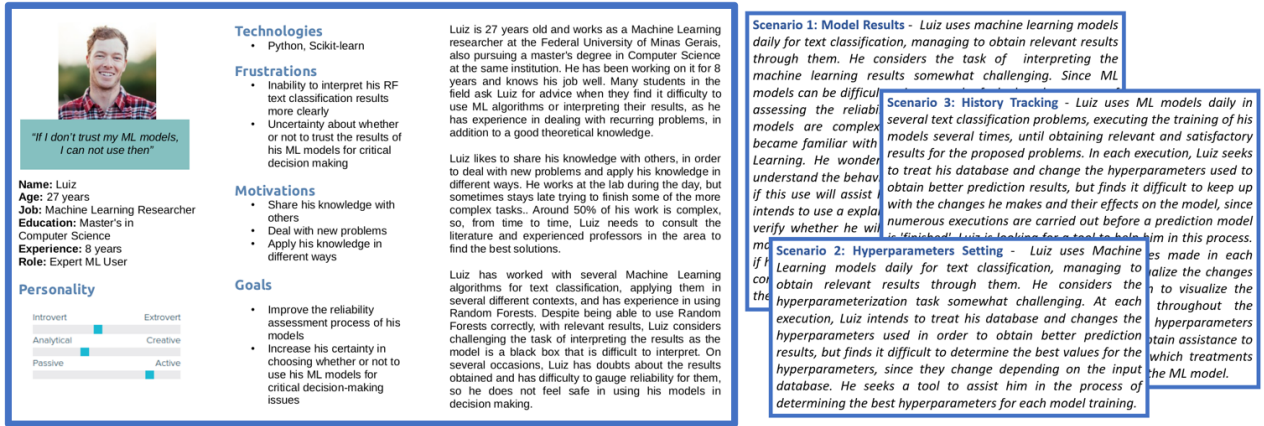 "If I don't trust my ML models,
I can not use then"
Name: Luiz
Age: 27 years
Job: Machine Learning Researcher
Education: Master's in
Computer Science
Experience: 8 years
Role: Expert ML User
Personality
Introvert Extrovert
Analytical Creative
Passive Active
Technologies
• Python, Scikit-learn
Frustrations
• Inability to interpret his RF
text classification results
more clearly
• Uncertainty about whether
or not to trust the results of
his ML models for critical
decision making
Motivations
• Share his knowledge with
others
• Deal with new problems
• Apply his knowledge in
different ways
Goals
• Improve the reliability
assessment process of his
models
• Increase his certainty in
choosing whether or not to
use his ML models for
critical decision-making
issues
Luiz is 27 years old and works as a Machine Learning
researcher at the Federal University of Minas Gerais,
also pursuing a master's degree in Computer Science
at the same institution. He has been working on it for 8
years and knows his job well. Many students in the
field ask Luiz for advice when they find it difficulty to
use ML algorithms or interpreting their results, as he
has experience in dealing with recurring problems, in
addition to a good theoretical knowledge.
Luiz likes to share his knowledge with others, in order
to deal with new problems and apply his knowledge in
different ways. He works at the lab during the day, but
sometimes stays late trying to finish some of the more
complex tasks.. Around 50% of his work is complex,
so, from time to time, Luiz needs to consult the
literature and experienced professors in the area to
find the best solutions.
Luiz has worked with several Machine Learning
algorithms for text classification, applying them in
several different contexts, and has experience in using
Random Forests. Despite being able to use Random
Forests correctly, with relevant results, Luiz considers
challenging the task of interpreting the results as the
model is a black box that is difficult to interpret. On
several occasions, Luiz has doubts about the results
obtained and has difficulty to gauge reliability for them,
so he does not feel safe in using his models in
decision making.
Scenario 1: Model Results - Luiz uses machine learning models
daily for text classification, managing to obtain relevant results
through them. He considers the task of interpreting the
machine learning results somewhat challenging. Since ML
models can be
assessing the
models are complex
became familiar with
Learning. He wonder
understand the
if this use will assist
intends to use a
verify whether he
Scenario 3: History Tracking - Luiz uses ML models daily in
several text classification problems, executing the training of his
models several times, until obtaining relevant and satisfactory
results for the proposed problems. In each execution, Luiz seeks
to treat his database and change the hyperparameters used to
obtain better prediction results, but finds it difficult to keep up
with the changes he makes and their effects on the model, since
numerous executions are carried out before a prediction model
is 'finished'. Luiz is looking for a tool to help him in this process.
made in each
the changes
to visualize the
throughout the
hyperparameters
assistance to
which treatments
the ML model.
Scenario 2: Hyperparameters Setting - Luiz uses Machine
Learning models daily for text classification, managing to
obtain relevant results through them. He considers the
hyperparameterization task somewhat challenging. At each
execution, Luiz intends to treat his database and changes the
hyperparameters used in order to obtain better prediction
results, but finds it difficult to determine the best values for the
hyperparameters, since they change depending on the input
database. He seeks a tool to assist him in the process of
determining the best hyperparameters for each model training.